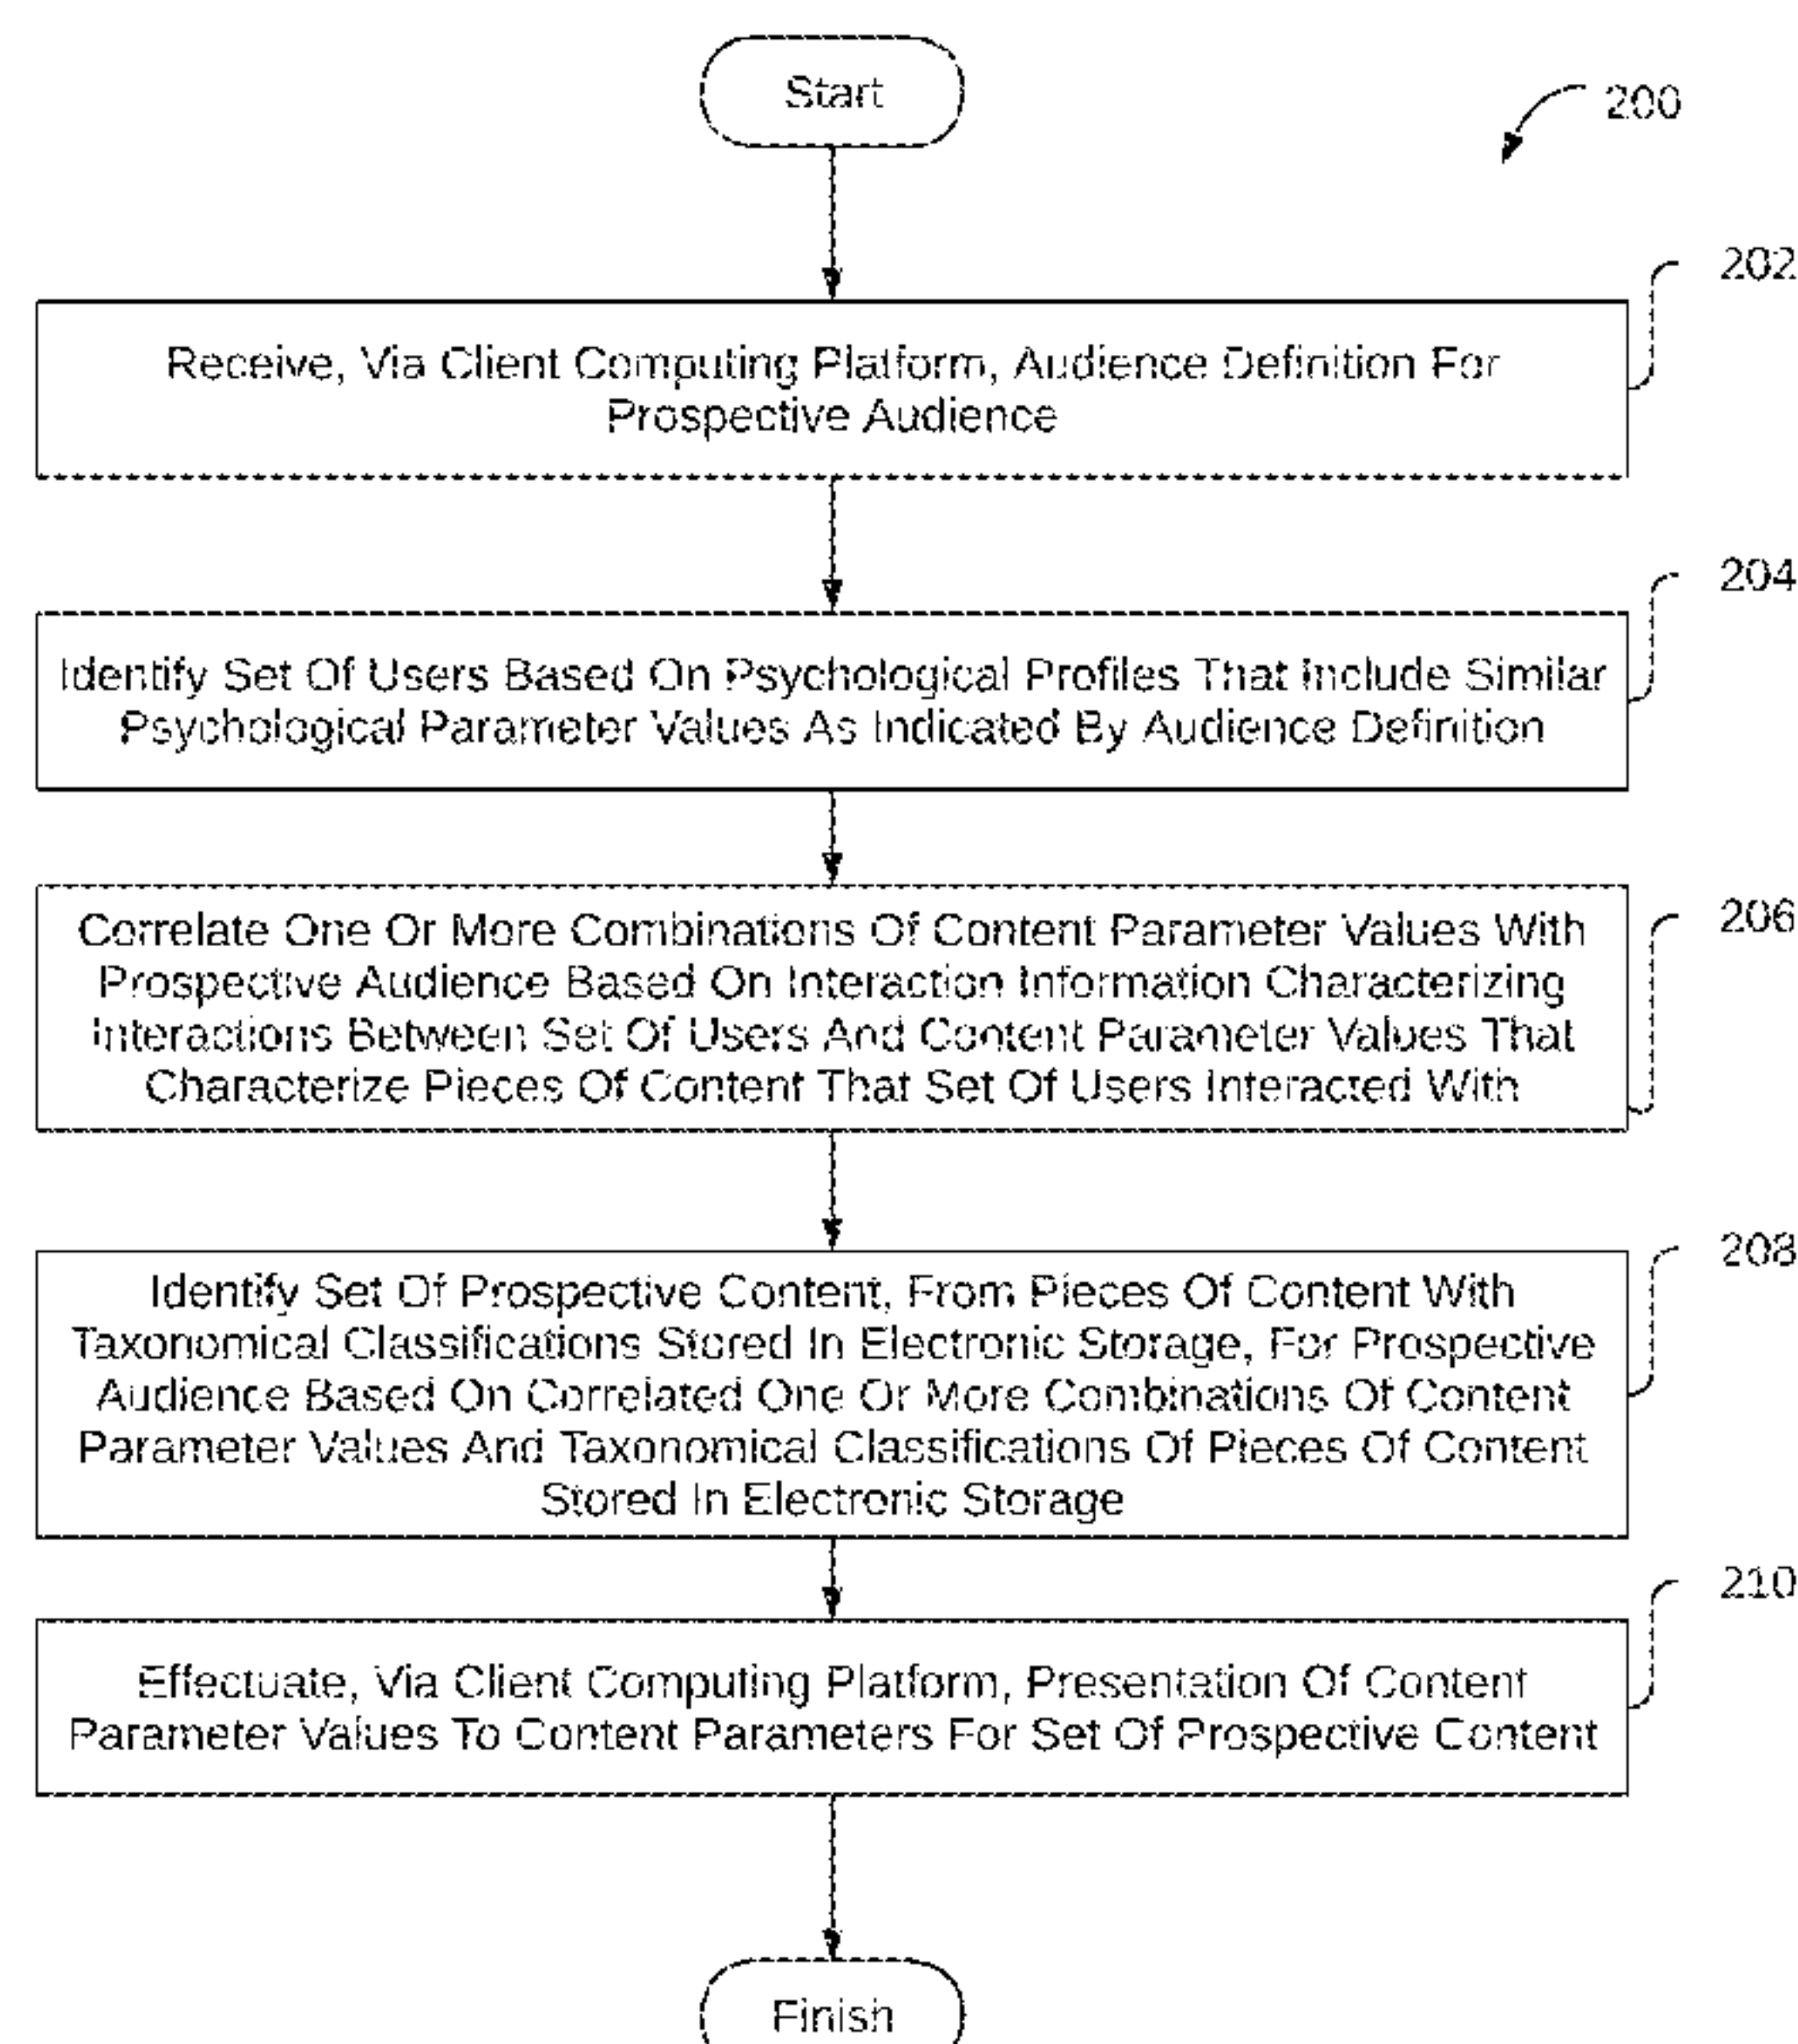 Start
200
202
Receive, Via Client Computing Platform, Audience Definition For
Prospective Audience
204
Identify Set Of Users Based On Psychological Profiles That Include Similar
Psychological Parameter Values As Indicated By Audience Definition
206
Correlate One Or More Combinations Of Content Parameter Values With
Prospective Audience Based On Interaction Information Characterizing
Interactions Between Set Of Users And Content Parameter Values That
Characterize Pieces Of Content That Set Of Users Interacted With
208
Identify Set Of Prospective Content, From Pieces Of Content With
Taxonomical Classifications Stored In Electronic Storage, For Prospective
Audience Based On Correlated One Or More Combinations Of Content
Parameter Values And Taxonomical Classifications Of Pieces Of Content
Stored In Electronic Storage
210
Effectuate, Via Client Computing Platform, Presentation Of Content
Parameter Values To Content Parameters For Set Of Prospective Content
Finish